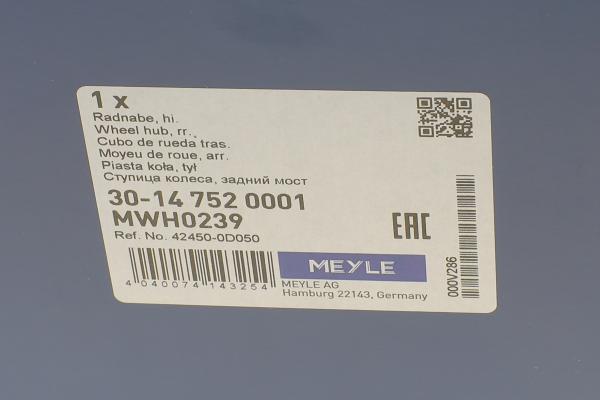 1 x
Radnabe, hi.
Wheel hub, rr.
Cubo de rueda tras.
Moyeu de roue, arr.
Piasta koła, tył
Ступица колеса, задний мост
30-14 752 0001
MWH0239
Ref. No. 42450-0D050
EAC
MEYLE
MEYLE AG
Hamburg 22143, Germany
4 040074 143254
000V286